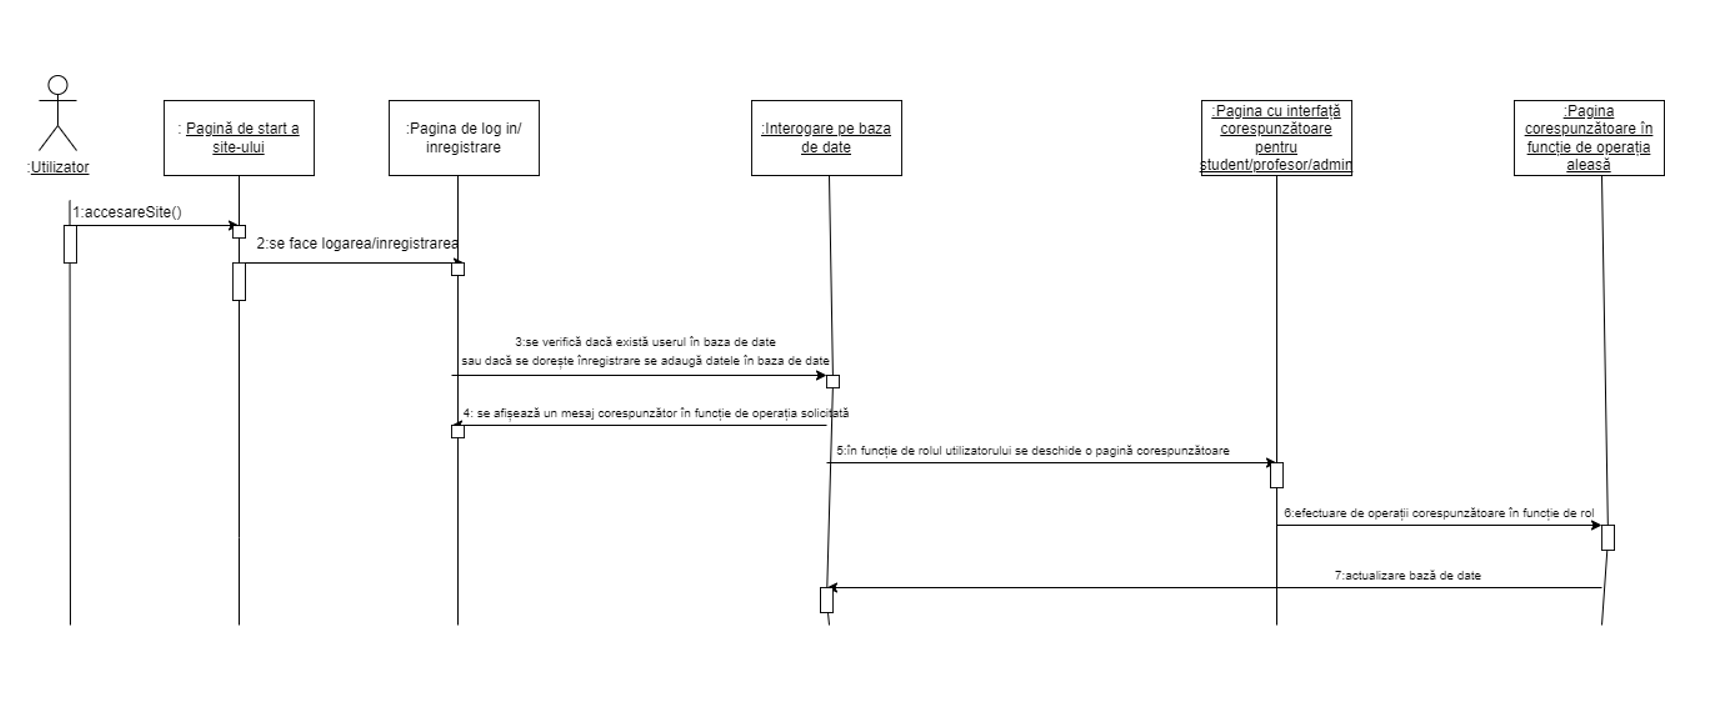 :Utilizator
: Pagină de start a
site-ului
:Pagina de log in/
inregistrare
:Interogare pe baza
de date
:Pagina cu interfață
corespunzătoare
pentru
student/profesor/admin
:Pagina
corespunzătoare în
funcție de operația
aleasă
1:accesareSite()
2:se face logarea/inregistrarea
3:se verifică dacă există userul în baza de date
sau dacă se dorește înregistrare se adaugă datele în baza de date
4: se afișează un mesaj corespunzător în funcție de operația solicitată
5:în funcție de rolul utilizatorului se deschide o pagină corespunzătoare
6:efectuare de operații corespunzătoare în funcție de rol
7:actualizare bază de date